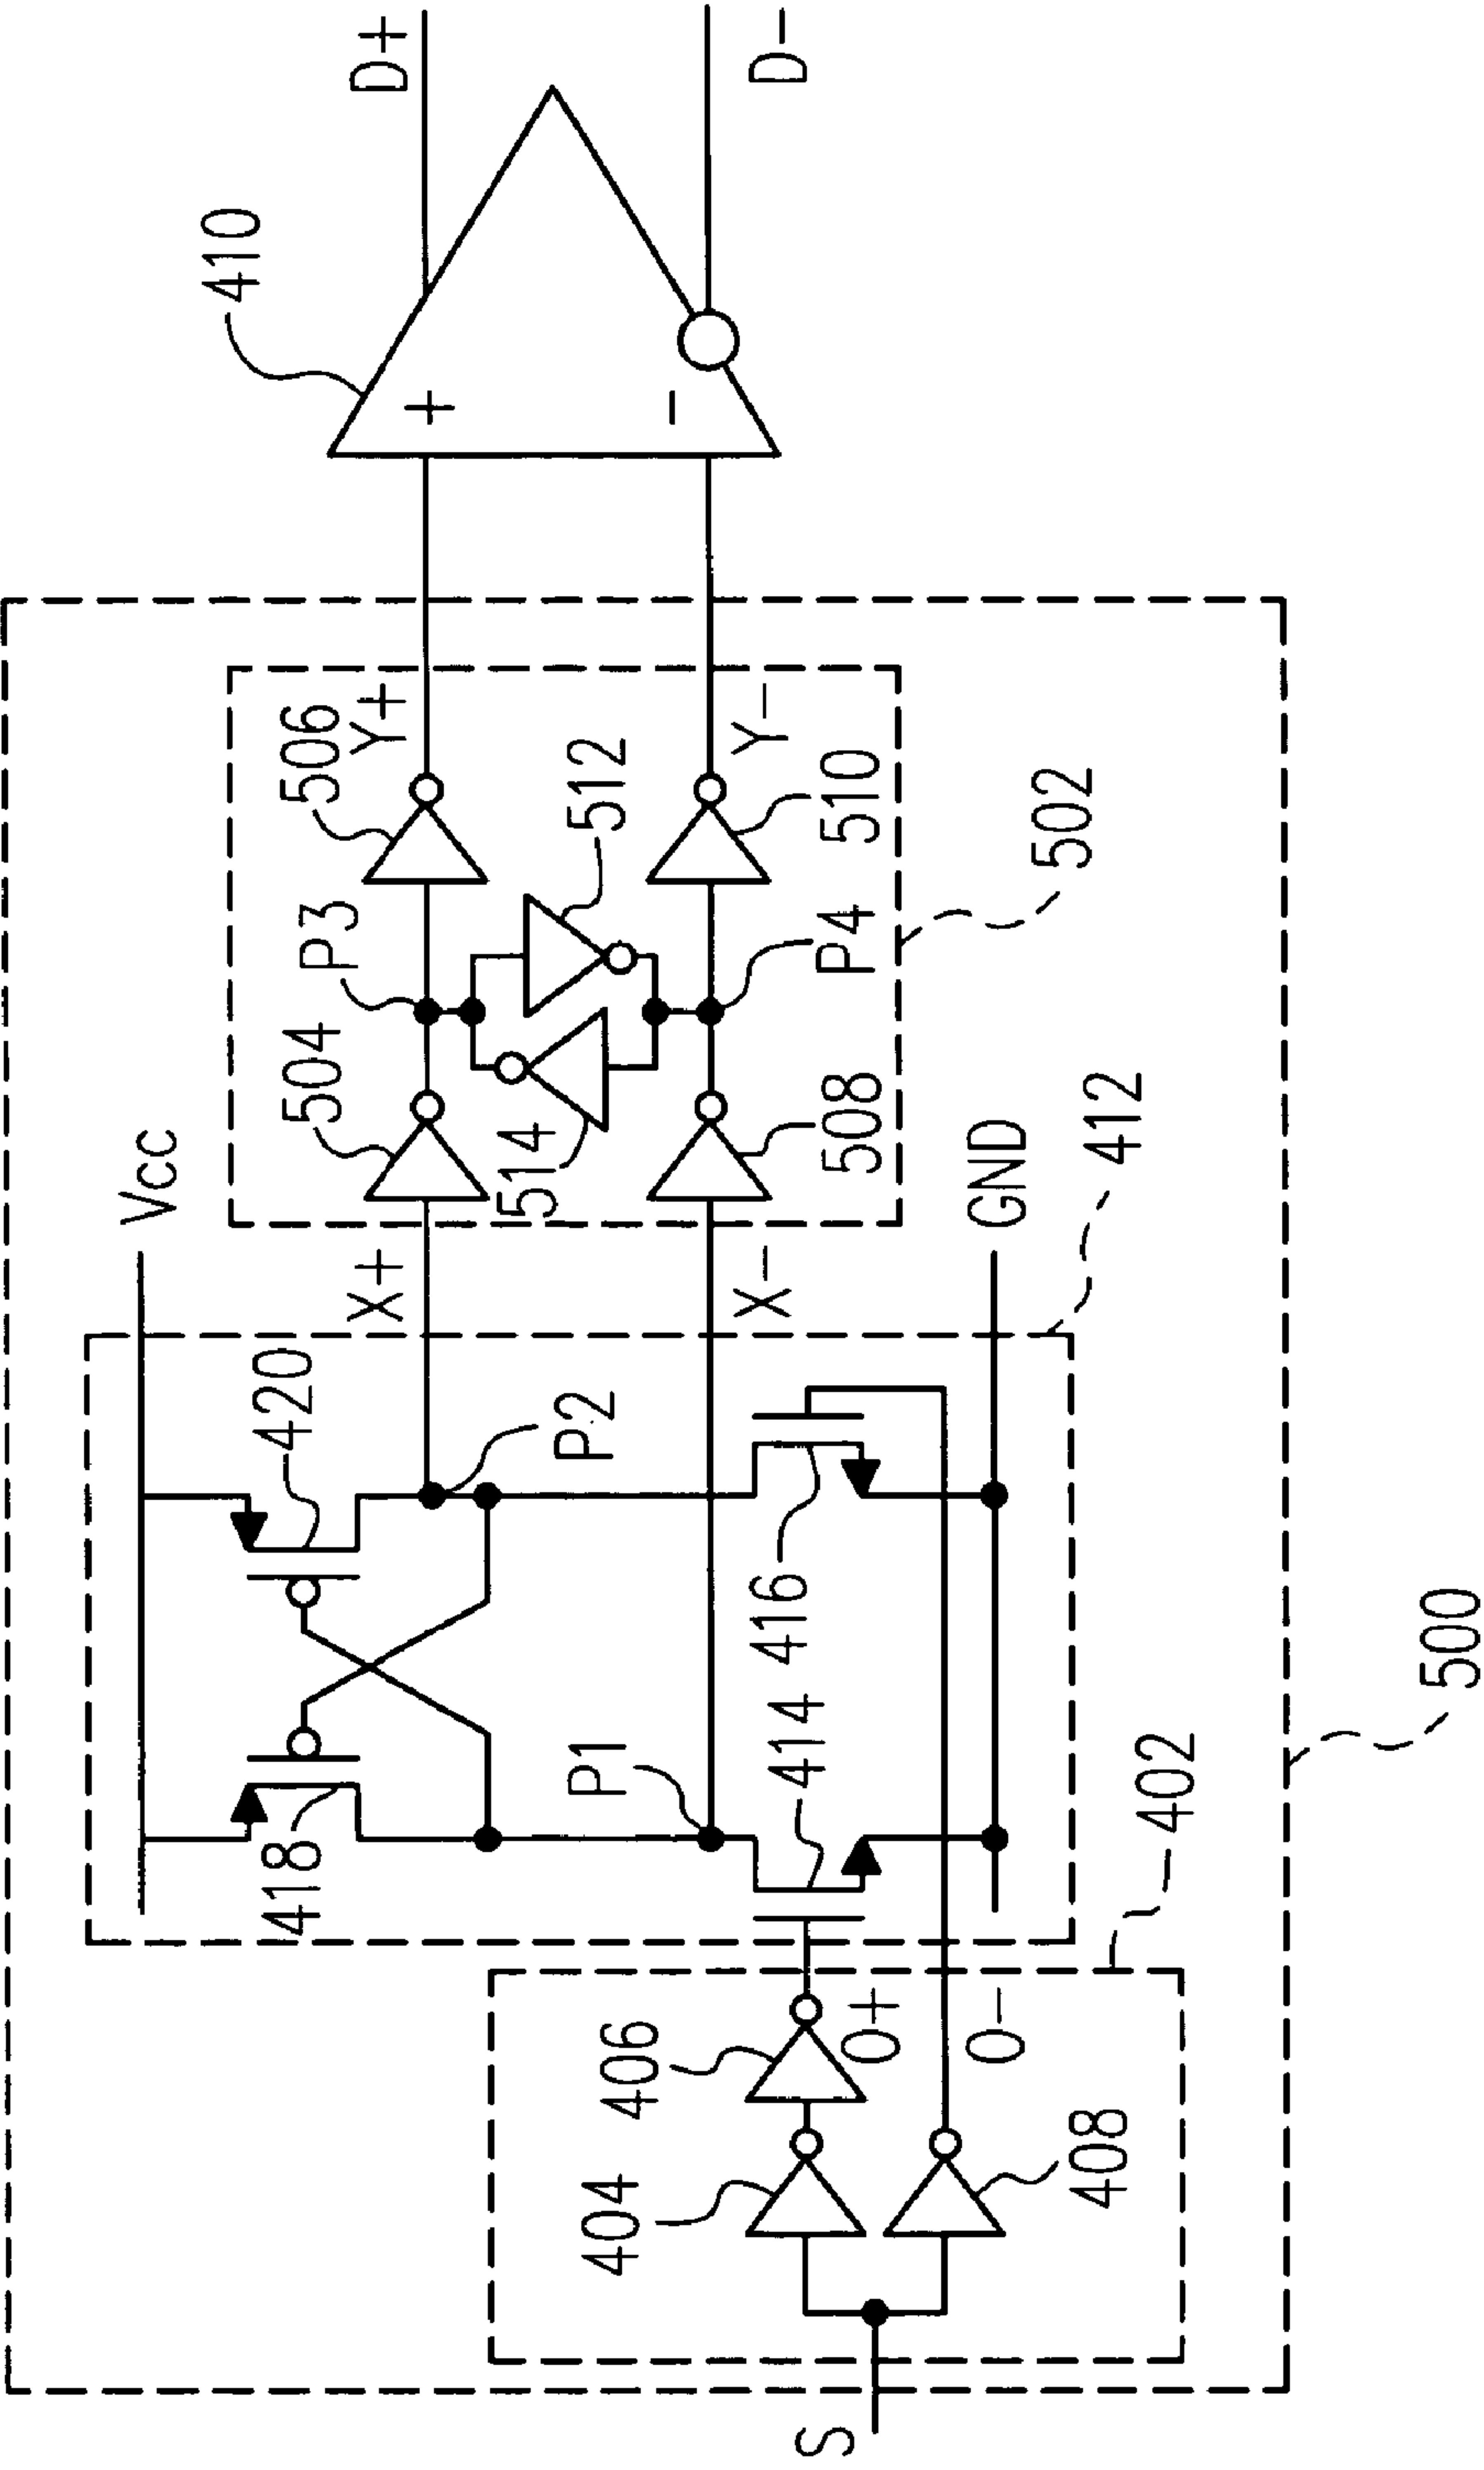 S
404
406
408
O+
O-
402
Vcc
418
420
P1
P2
414
416
GND
412
X+
X-
504
P3
506
Y+
514
512
508
P4
510
Y-
502
500
410
+
-
D+
D-